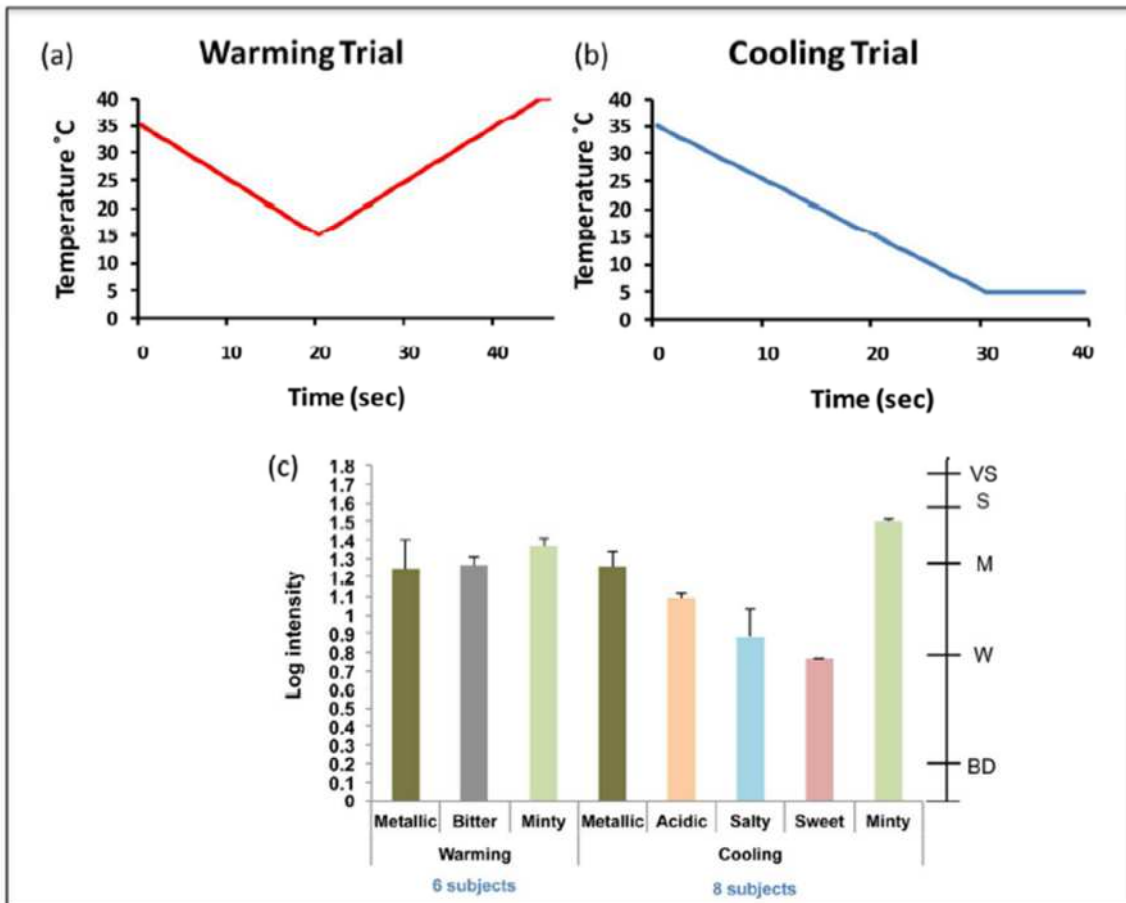 (a) Warming Trial
Temperature ˚C
40
35
30
25
20
15
10
5
0
0 10 20 30 40
Time (sec)
(b) Cooling Trial
Temperature ˚C
40
35
30
25
20
15
10
5
0
0 10 20 30 40
Time (sec)
(c)
Log intensity
1.8
1.7
1.6
1.5
1.4
1.3
1.2
1.1
1
0.9
0.8
0.7
0.6
0.5
0.4
0.3
0.2
0.1
0
VS
S
M
W
BD
Metallic Bitter Minty Metallic Acidic Salty Sweet Minty
Warming Cooling
6 subjects 8 subjects